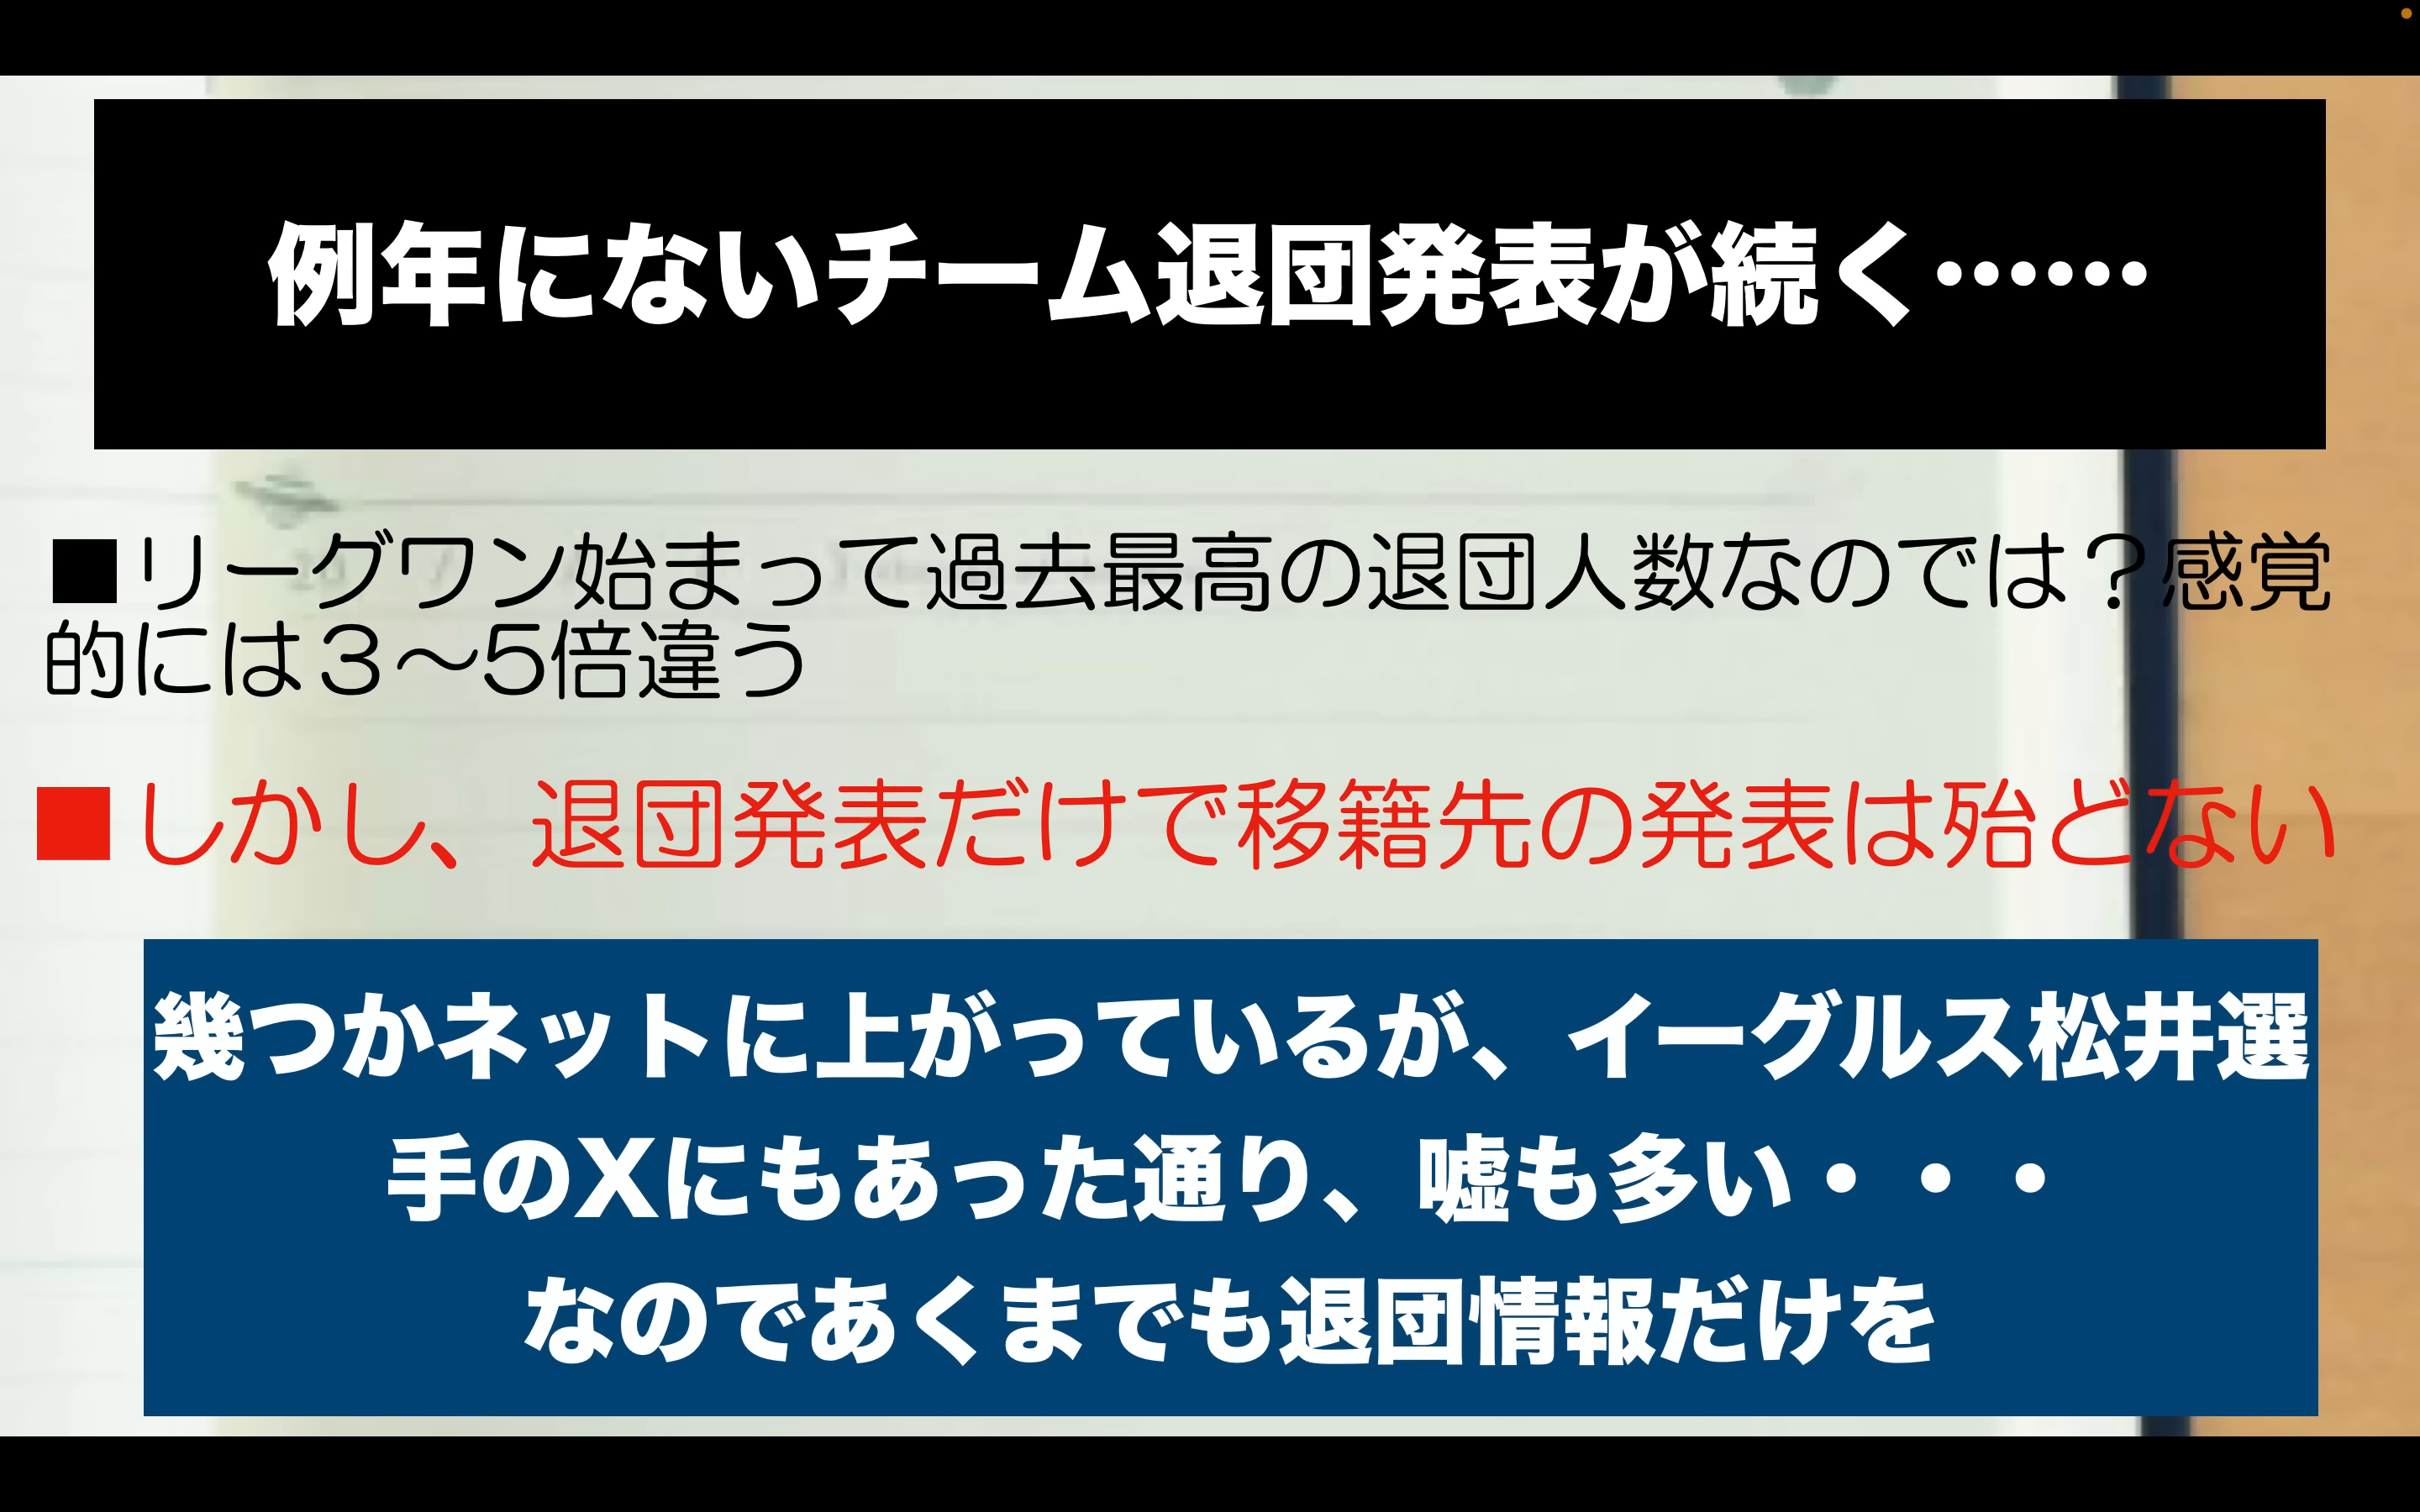 例年にないチーム退団発表が続く……
■リーグワン始まって過去最高の退団人数なのでは？感覚
的には３〜5倍違う
■しかし、退団発表だけで移籍先の発表は殆どない
幾つかネットに上がっているが、イーグルス松井選
手のXにもあった通り、嘘も多い・・・
なのであくまでも退団情報だけを